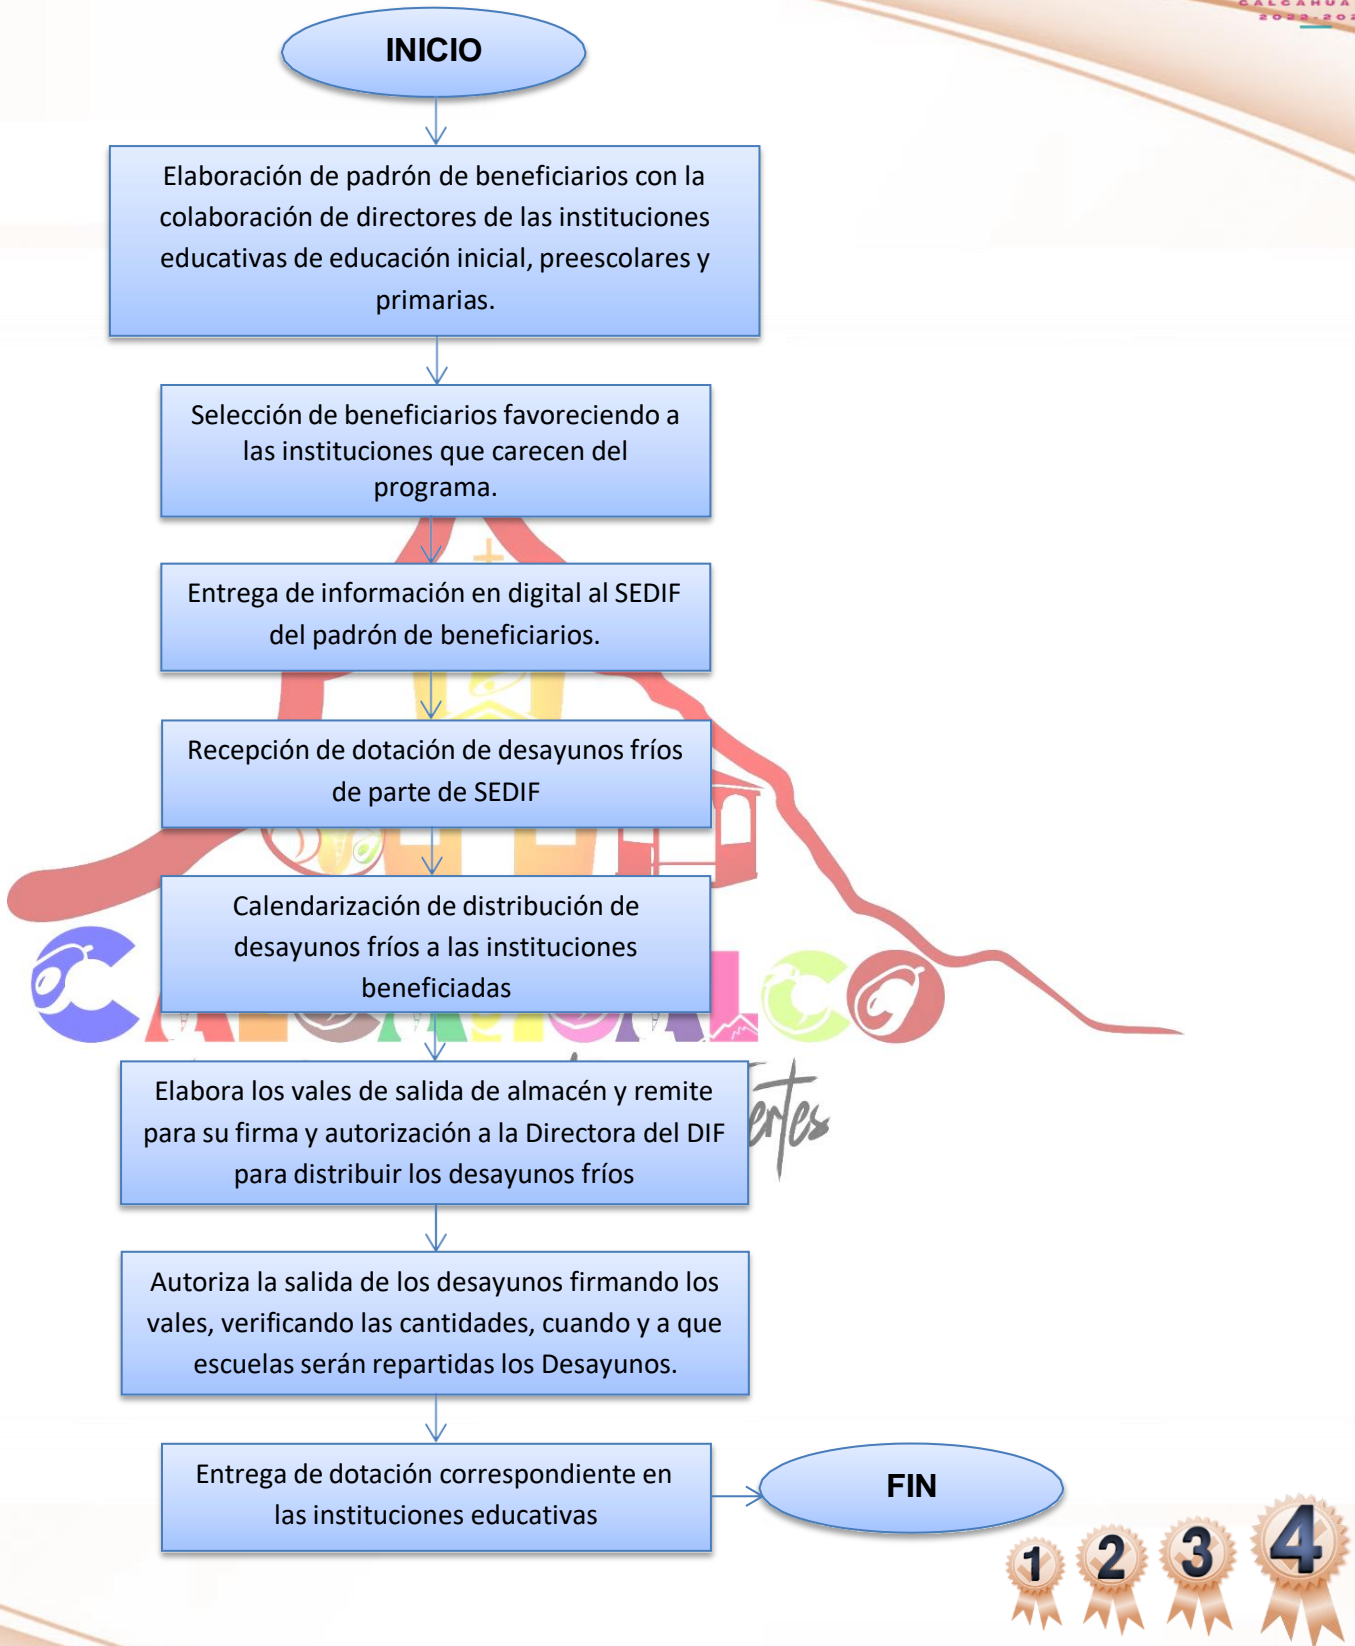 INICIO
Elaboración de padrón de beneficiarios con la
colaboración de directores de las instituciones
educativas de educación inicial, preescolares y
primarias.
Selección de beneficiarios favoreciendo a
las instituciones que carecen del
programa.
Entrega de información en digital al SEDIF
del padrón de beneficiarios.
Recepción de dotación de desayunos fríos
de parte de SEDIF
Calendarización de distribución de
desayunos fríos a las instituciones
beneficiadas
Elabora los vales de salida de almacén y remite
para su firma y autorización a la Directora del DIF
para distribuir los desayunos fríos
Autoriza la salida de los desayunos firmando los
vales, verificando las cantidades, cuando y a que
escuelas serán repartidas los Desayunos.
Entrega de dotación correspondiente en
las instituciones educativas
FIN
1 2 3 4